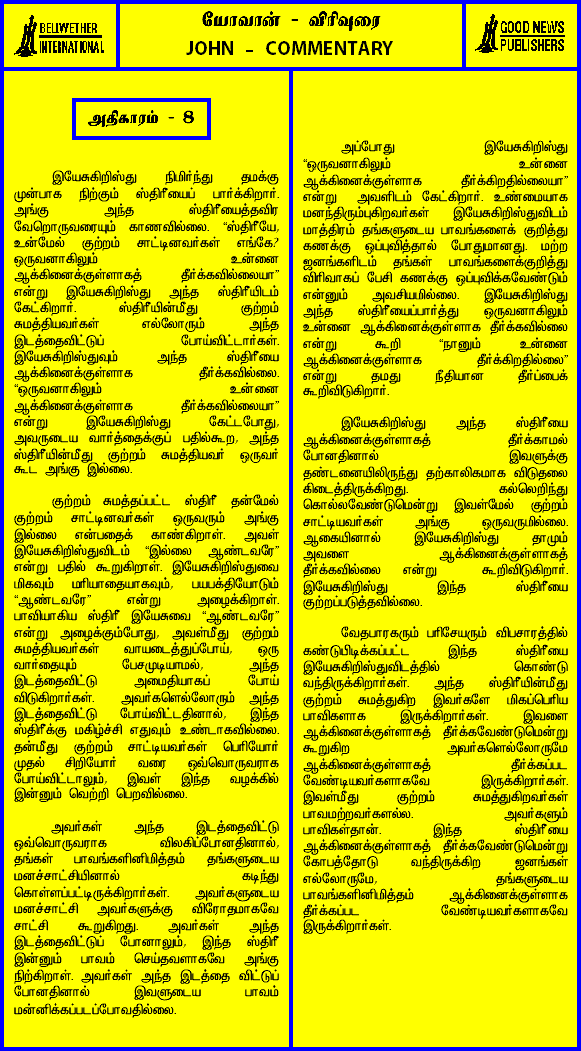 BELWETHER
INTERNATIONAL
யோவான் - விரிவுரை
JOHN - COMMENTARY
GOOD NEWS
PUBLISHERS
அதிகாரம் - 8
இயேசுகிறிஸ்து நிமிர்ந்து தமக்கு
முன்பாக நிற்கும் ஸ்திரீயைப் பார்க்கிறார்.
அங்கு அந்த ஸ்திரீயைத்தவிர
வேறொருவரையும் காணவில்லை. “ஸ்திரீயே,
உன்மேல் குற்றம் சாட்டினவர்கள் எங்கே?
ஒருவனாகிலும் உன்னை
ஆக்கினைக்குள்ளாகத் தீர்க்கவில்லையா”
என்று இயேசுகிறிஸ்து அந்த ஸ்திரீயிடம்
கேட்கிறார். ஸ்திரீயின்மீது குற்றம்
சுமத்தியவர்கள் எல்லோரும் அந்த
இடத்தைவிட்டுப் போய்விட்டார்கள்.
இயேசுகிறிஸ்துவும் அந்த ஸ்திரீயை
ஆக்கினைக்குள்ளாக தீர்க்கவில்லை.
“ஒருவனாகிலும் உன்னை
ஆக்கினைக்குள்ளாக தீர்க்கவில்லையா”
என்று இயேசுகிறிஸ்து கேட்டபோது,
அவருடைய வார்த்தைக்குப் பதில்கூற, அந்த
ஸ்திரீயின்மீது குற்றம் சுமத்தியவர் ஒருவர்
கூட அங்கு இல்லை.
குற்றம் சுமத்தப்பட்ட ஸ்திரீ தன்மேல்
குற்றம் சாட்டினவர்கள் ஒருவரும் அங்கு
இல்லை என்பதைக் காண்கிறாள். அவள்
இயேசுகிறிஸ்துவிடம் “இல்லை ஆண்டவரே”
என்று பதில் கூறுகிறாள். இயேசுகிறிஸ்துவை
மிகவும் மரியாதையாகவும், பயபக்தியோடும்
“ஆண்டவரே” என்று அழைக்கிறாள்.
பாவியாகிய ஸ்திரீ இயேசுவை “ஆண்டவரே”
என்று அழைக்கும்போது, அவள்மீது குற்றம்
சுமத்தியவர்கள் வாயடைத்துப்போய், ஒரு
வார்தையும் பேசமுடியாமல், அந்த
இடத்தைவிட்டு அமைதியாகப் போய்
விடுகிறார்கள். அவர்களெல்லோரும் அந்த
இடத்தைவிட்டு போய்விட்டதினால், இந்த
ஸ்திரீக்கு மகிழ்ச்சி எதுவும் உண்டாகவில்லை.
தன்மீது குற்றம் சாட்டியவர்கள் பெரியோர்
முதல் சிறியோர் வரை ஒவ்வொருவராக
போய்விட்டாலும், இவள் இந்த வழக்கில்
இன்னும் வெற்றி பெறவில்லை.
அவர்கள் அந்த இடத்தைவிட்டு
ஒவ்வொருவராக விலகிப்போனதினால்,
தங்கள் பாவங்களினிமித்தம் தங்களுடைய
மனச்சாட்சியினால் கடிந்து
கொள்ளப்பட்டிருக்கிறார்கள். அவர்களுடைய
மனச்சாட்சி அவர்களுக்கு விரோதமாகவே
சாட்சி கூறுகிறது. அவர்கள் அந்த
இடத்தைவிட்டுப் போனாலும், இந்த ஸ்திரீ
இன்னும் பாவம் செய்தவளாகவே அங்கு
நிற்கிறாள். அவர்கள் அந்த இடத்தை விட்டுப்
போனதினால் இவளுடைய பாவம்
மன்னிக்கப்படப்போவதில்லை.
அப்போது இயேசுகிறிஸ்து
“ஒருவனாகிலும் உன்னை
ஆக்கினைக்குள்ளாக தீர்க்கிறதில்லையா”
என்று அவளிடம் கேட்கிறார். உண்மையாக
மனந்திரும்புகிறவர்கள் இயேசுகிறிஸ்துவிடம்
மாத்திரம் தங்களுடைய பாவங்களைக் குறித்து
கணக்கு ஒப்புவித்தால் போதுமானது. மற்ற
ஜனங்களிடம் தங்கள் பாவங்களைக்குறித்து
விரிவாகப் பேசி கணக்கு ஒப்புவிக்கவேண்டும்
என்னும் அவசியமில்லை. இயேசுகிறிஸ்து
அந்த ஸ்திரீயைப்பார்த்து ஒருவனாகிலும்
உன்னை ஆக்கினைக்குள்ளாக தீர்க்கவில்லை
என்று கூறி “நானும் உன்னை
ஆக்கினைக்குள்ளாக தீர்க்கிறதில்லை”
என்று தமது நீதியான தீர்ப்பைக்
கூறிவிடுகிறார்.
இயேசுகிறிஸ்து அந்த ஸ்திரீயை
ஆக்கினைக்குள்ளாகத் தீர்க்காமல்
போனதினால் இவளுக்கு
தண்டனையிலிருந்து தற்காலிகமாக விடுதலை
கிடைத்திருக்கிறது. கல்லெறிந்து
கொல்லவேண்டுமென்று இவள்மேல் குற்றம்
சாட்டியவர்கள் அங்கு ஒருவருமில்லை.
ஆகையினால் இயேசுகிறிஸ்து தாமும்
அவளை ஆக்கினைக்குள்ளாகத்
தீர்க்கவில்லை என்று கூறிவிடுகிறார்.
இயேசுகிறிஸ்து இந்த ஸ்திரீயை
குற்றப்படுத்தவில்லை.
வேதபாரகரும் பரிசேயரும் விபசாரத்தில்
கண்டுபிடிக்கப்பட்ட இந்த ஸ்திரீயை
இயேசுகிறிஸ்துவிடத்தில் கொண்டு
வந்திருக்கிறார்கள். அந்த ஸ்திரீயின்மீது
குற்றம் சுமத்துகிற இவர்களே மிகப்பெரிய
பாவிகளாக இருக்கிறார்கள். இவளை
ஆக்கினைக்குள்ளாகத் தீர்க்கவேண்டுமென்று
கூறுகிற அவர்களெல்லோருமே
ஆக்கினைக்குள்ளாகத் தீர்க்கப்பட
வேண்டியவர்களாகவே இருக்கிறார்கள்.
இவள்மீது குற்றம் சுமத்துகிறவர்கள்
பாவமற்றவர்களல்ல. அவர்களும்
பாவிகள்தான். இந்த ஸ்திரீயை
ஆக்கினைக்குள்ளாகத் தீர்க்கவேண்டுமென்று
கோபத்தோடு வந்திருக்கிற ஜனங்கள்
எல்லோருமே, தங்களுடைய
பாவங்களினிமித்தம் ஆக்கினைக்குள்ளாக
தீர்க்கப்பட வேண்டியவர்களாகவே
இருக்கிறார்கள்.